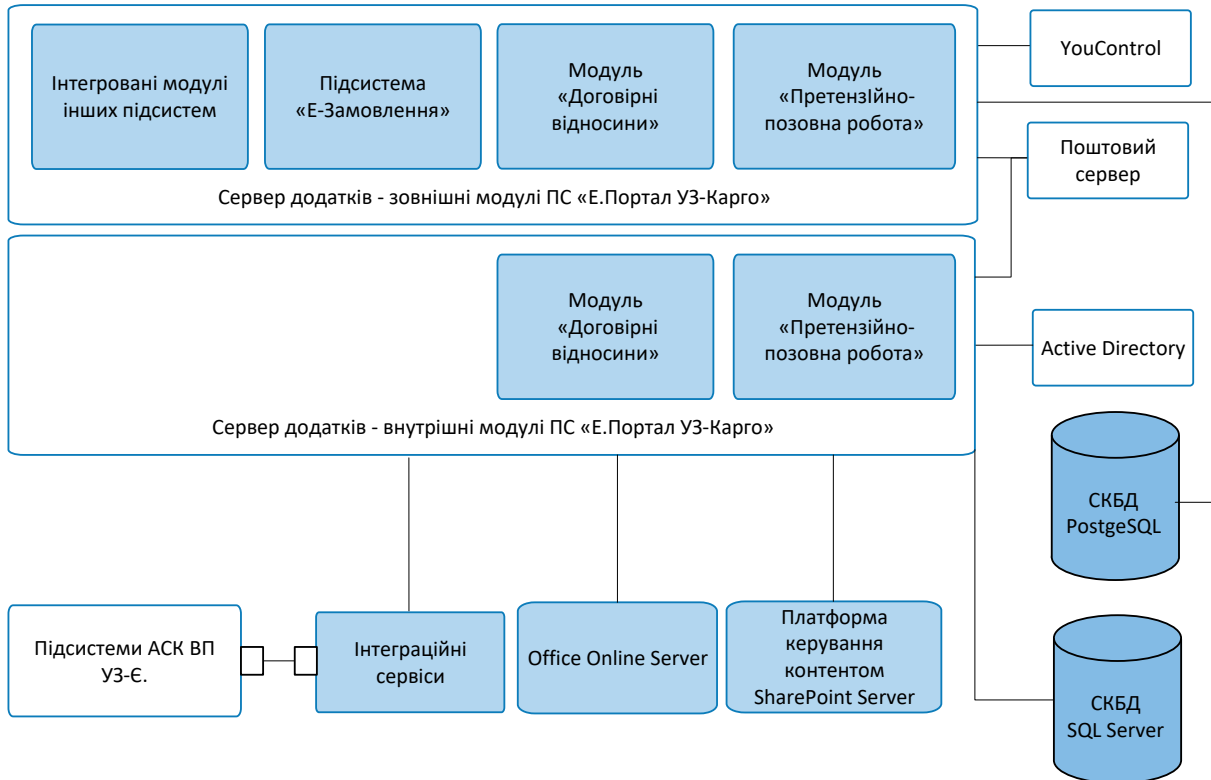 Інтегровані модулі
інших підсистем
Підсистема
«Е-Замовлення»
Модуль
«Договірні
відносини»
Модуль
«ПретензІйно-
позовна робота»
Сервер додатків - зовнішні модулі ПС «Е.Портал УЗ-Карго»
YouControl
Поштовий
сервер
Модуль
«Договірні
відносини»
Модуль
«Претензійно-
позовна робота»
Сервер додатків - внутрішні модулі ПС «Е.Портал УЗ-Карго»
Active Directory
СКБД
PostgeSQL
Підсистеми АСК ВП
УЗ-Є.
Інтеграційні
сервіси
Office Online Server
Платформа
керування
контентом
SharePoint Server
СКБД
SQL Server